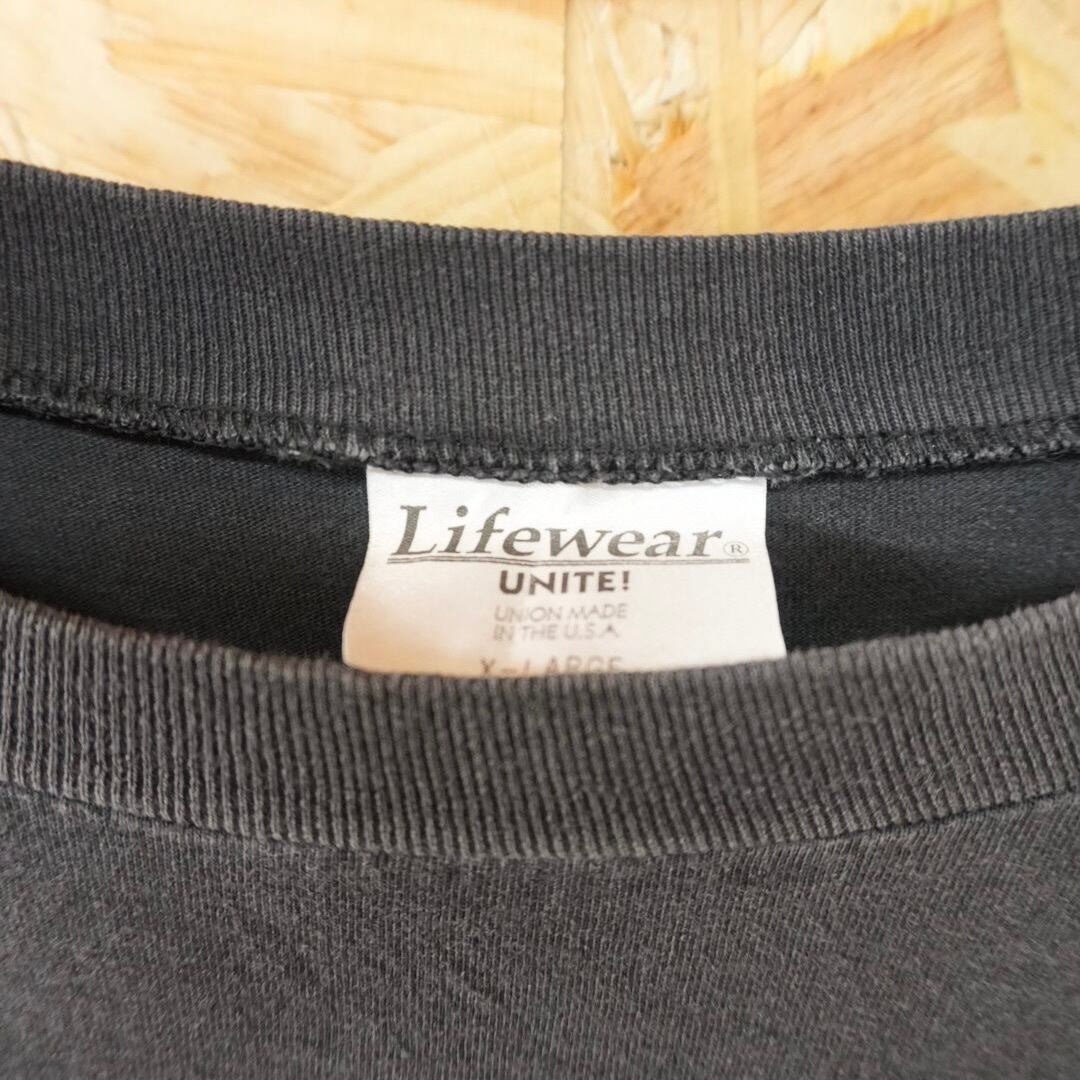 Lifewear®
UNITE!
UNION MADE
IN THE U.S.A.
X-LARGE